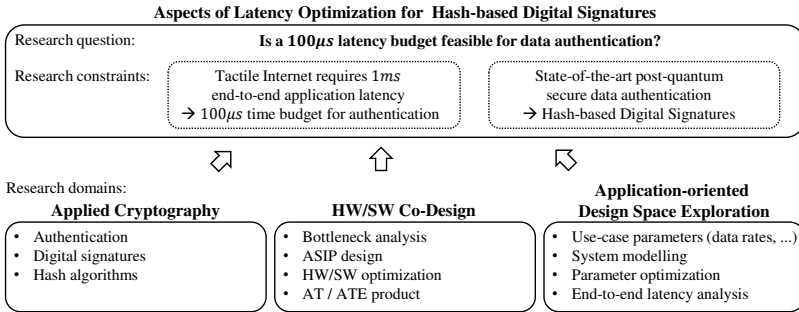 Aspects of Latency Optimization for Hash-based Digital Signatures
Research question: Is a 100μs latency budget feasible for data authentication?
Research constraints:
Tactile Internet requires 1ms
end-to-end application latency
→ 100μs time budget for authentication
State-of-the-art post-quantum
secure data authentication
→ Hash-based Digital Signatures
Research domains:
Applied Cryptography
• Authentication
• Digital signatures
• Hash algorithms
HW/SW Co-Design
• Bottleneck analysis
• ASIP design
• HW/SW optimization
• AT / ATE product
Application-oriented
Design Space Exploration
• Use-case parameters (data rates, ...)
• System modelling
• Parameter optimization
• End-to-end latency analysis